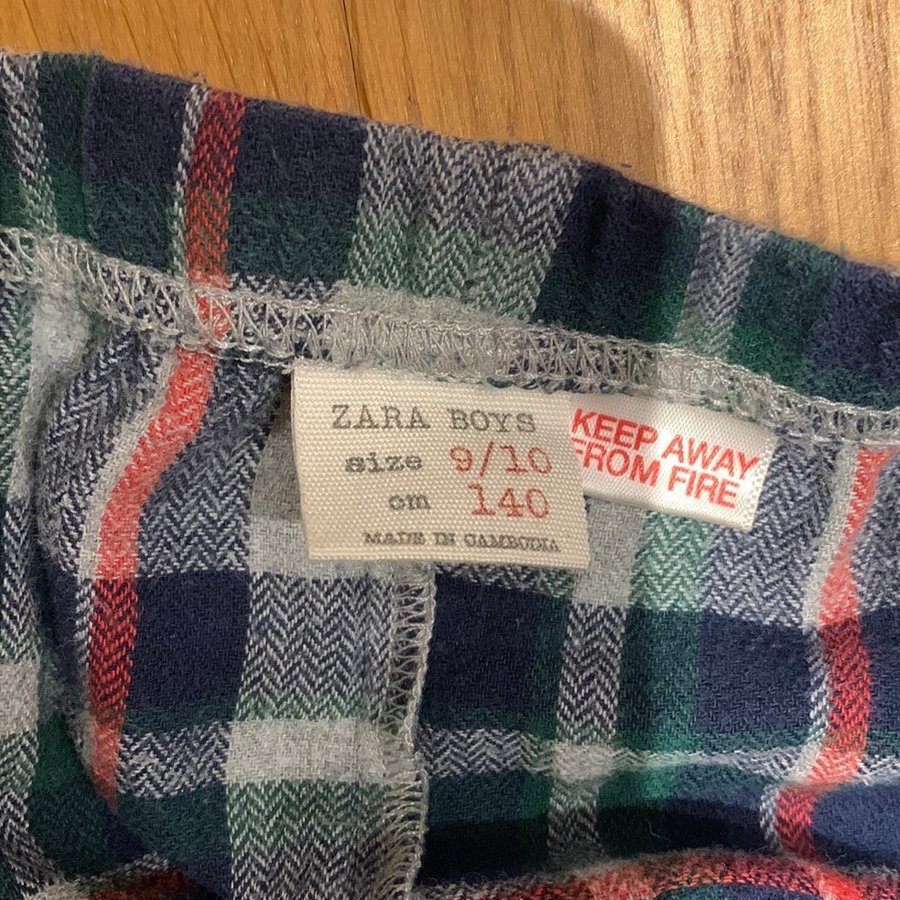 ZARA BOYS
size 9/10
cm 140
MADE IN CAMBODIA
KEEP AWAY
FROM FIRE